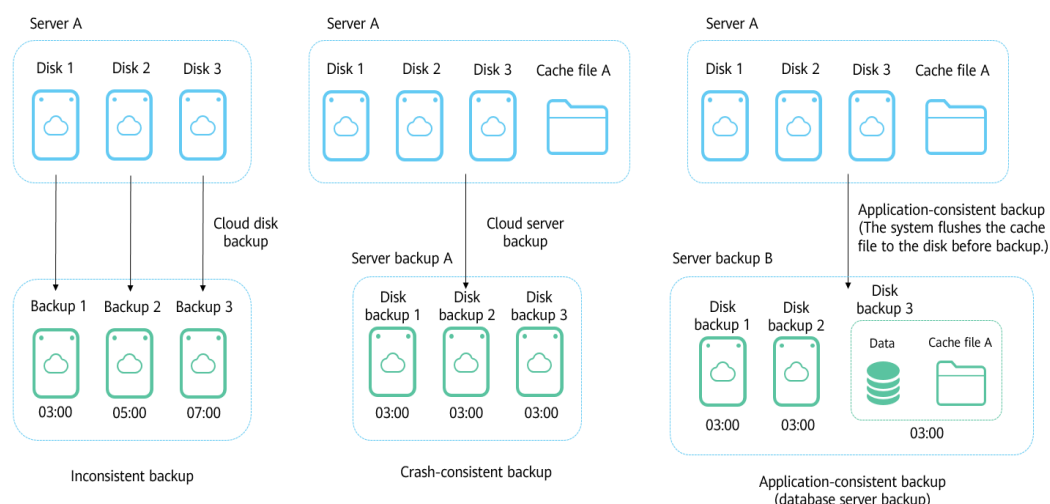 Server A
Disk 1
Disk 2
Disk 3
Cloud disk
backup
Backup 1
Backup 2
Backup 3
03:00
05:00
07:00
Inconsistent backup
Server A
Disk 1
Disk 2
Disk 3
Cache file A
Cloud server
backup
Server backup A
Disk
backup 1
Disk
backup 2
Disk
backup 3
03:00
03:00
03:00
Crash-consistent backup
Server A
Disk 1
Disk 2
Disk 3
Cache file A
Application-consistent backup
(The system flushes the cache
file to the disk before backup.)
Server backup B
Disk
backup 1
Disk
backup 2
Disk
backup 3
Data
Cache file A
03:00
03:00
03:00
Application-consistent backup
(database server backup)